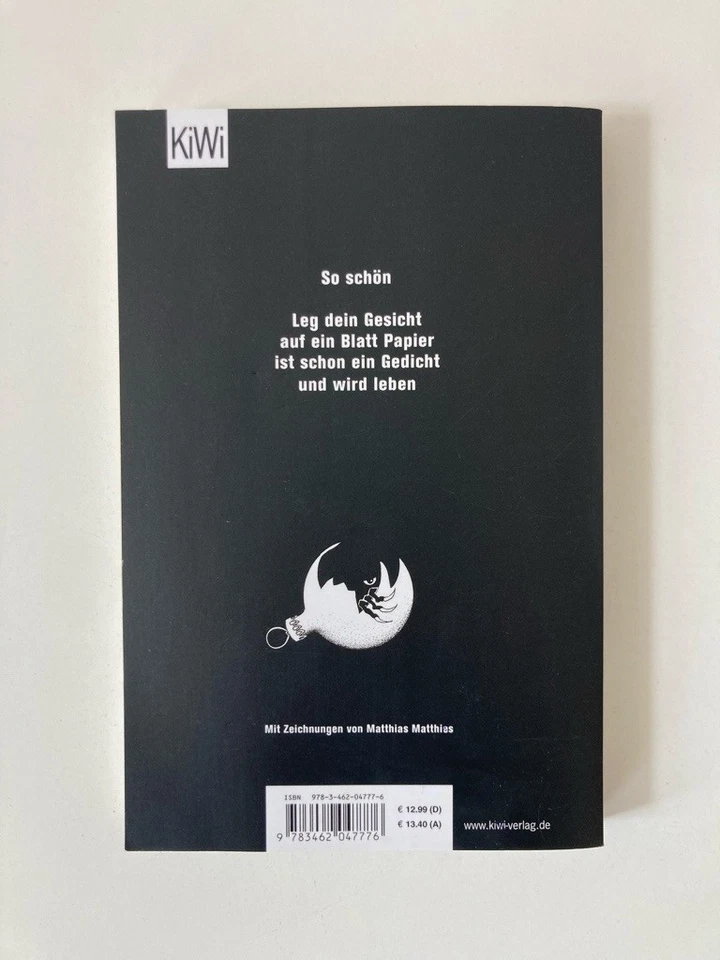 KiWi
So schön
Leg dein Gesicht
auf ein Blatt Papier
ist schon ein Gedicht
und wird leben
Mit Zeichnungen von Matthias Matthies
ISBN 978-3-462-04777-6
€ 12.99 (D)
€ 13.40 (A)
www.kiwi-verlag.de
9 783462 047776